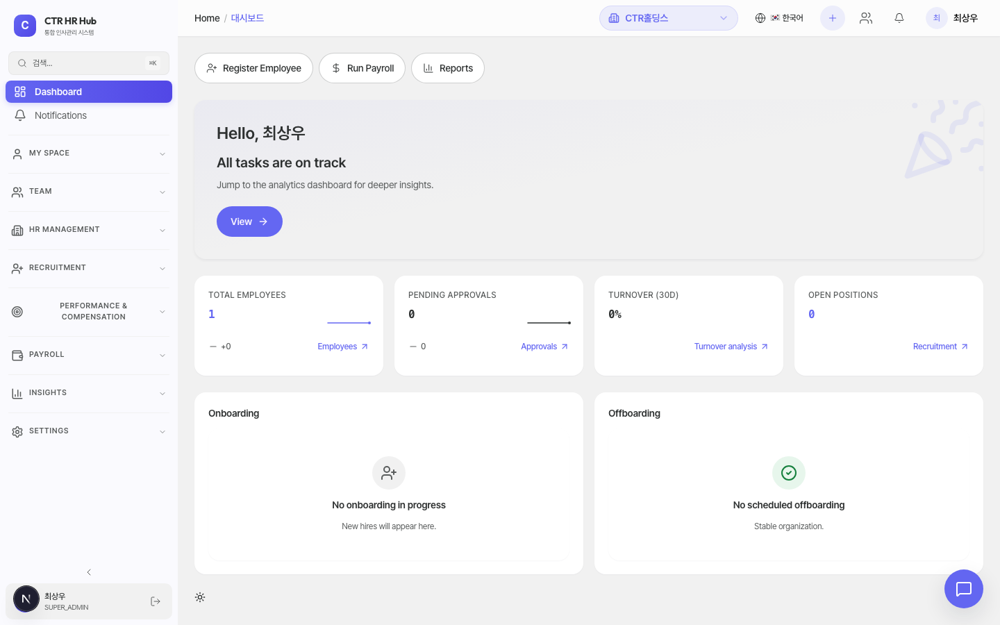 C
CTR HR Hub
통합 인사관리 시스템
검색...
⌘K
Dashboard
Notifications
MY SPACE
TEAM
HR MANAGEMENT
RECRUITMENT
PERFORMANCE &
COMPENSATION
PAYROLL
INSIGHTS
SETTINGS
N
최상우
SUPER_ADMIN
Home / 대시보드
CTR홀딩스
🇰🇷 한국어
최
최상우
Register Employee
Run Payroll
Reports
Hello, 최상우
All tasks are on track
Jump to the analytics dashboard for deeper insights.
View
TOTAL EMPLOYEES
1
+0
Employees
PENDING APPROVALS
0
0
Approvals
TURNOVER (30D)
0%
Turnover analysis
OPEN POSITIONS
0
Recruitment
Onboarding
No onboarding in progress
New hires will appear here.
Offboarding
No scheduled offboarding
Stable organization.